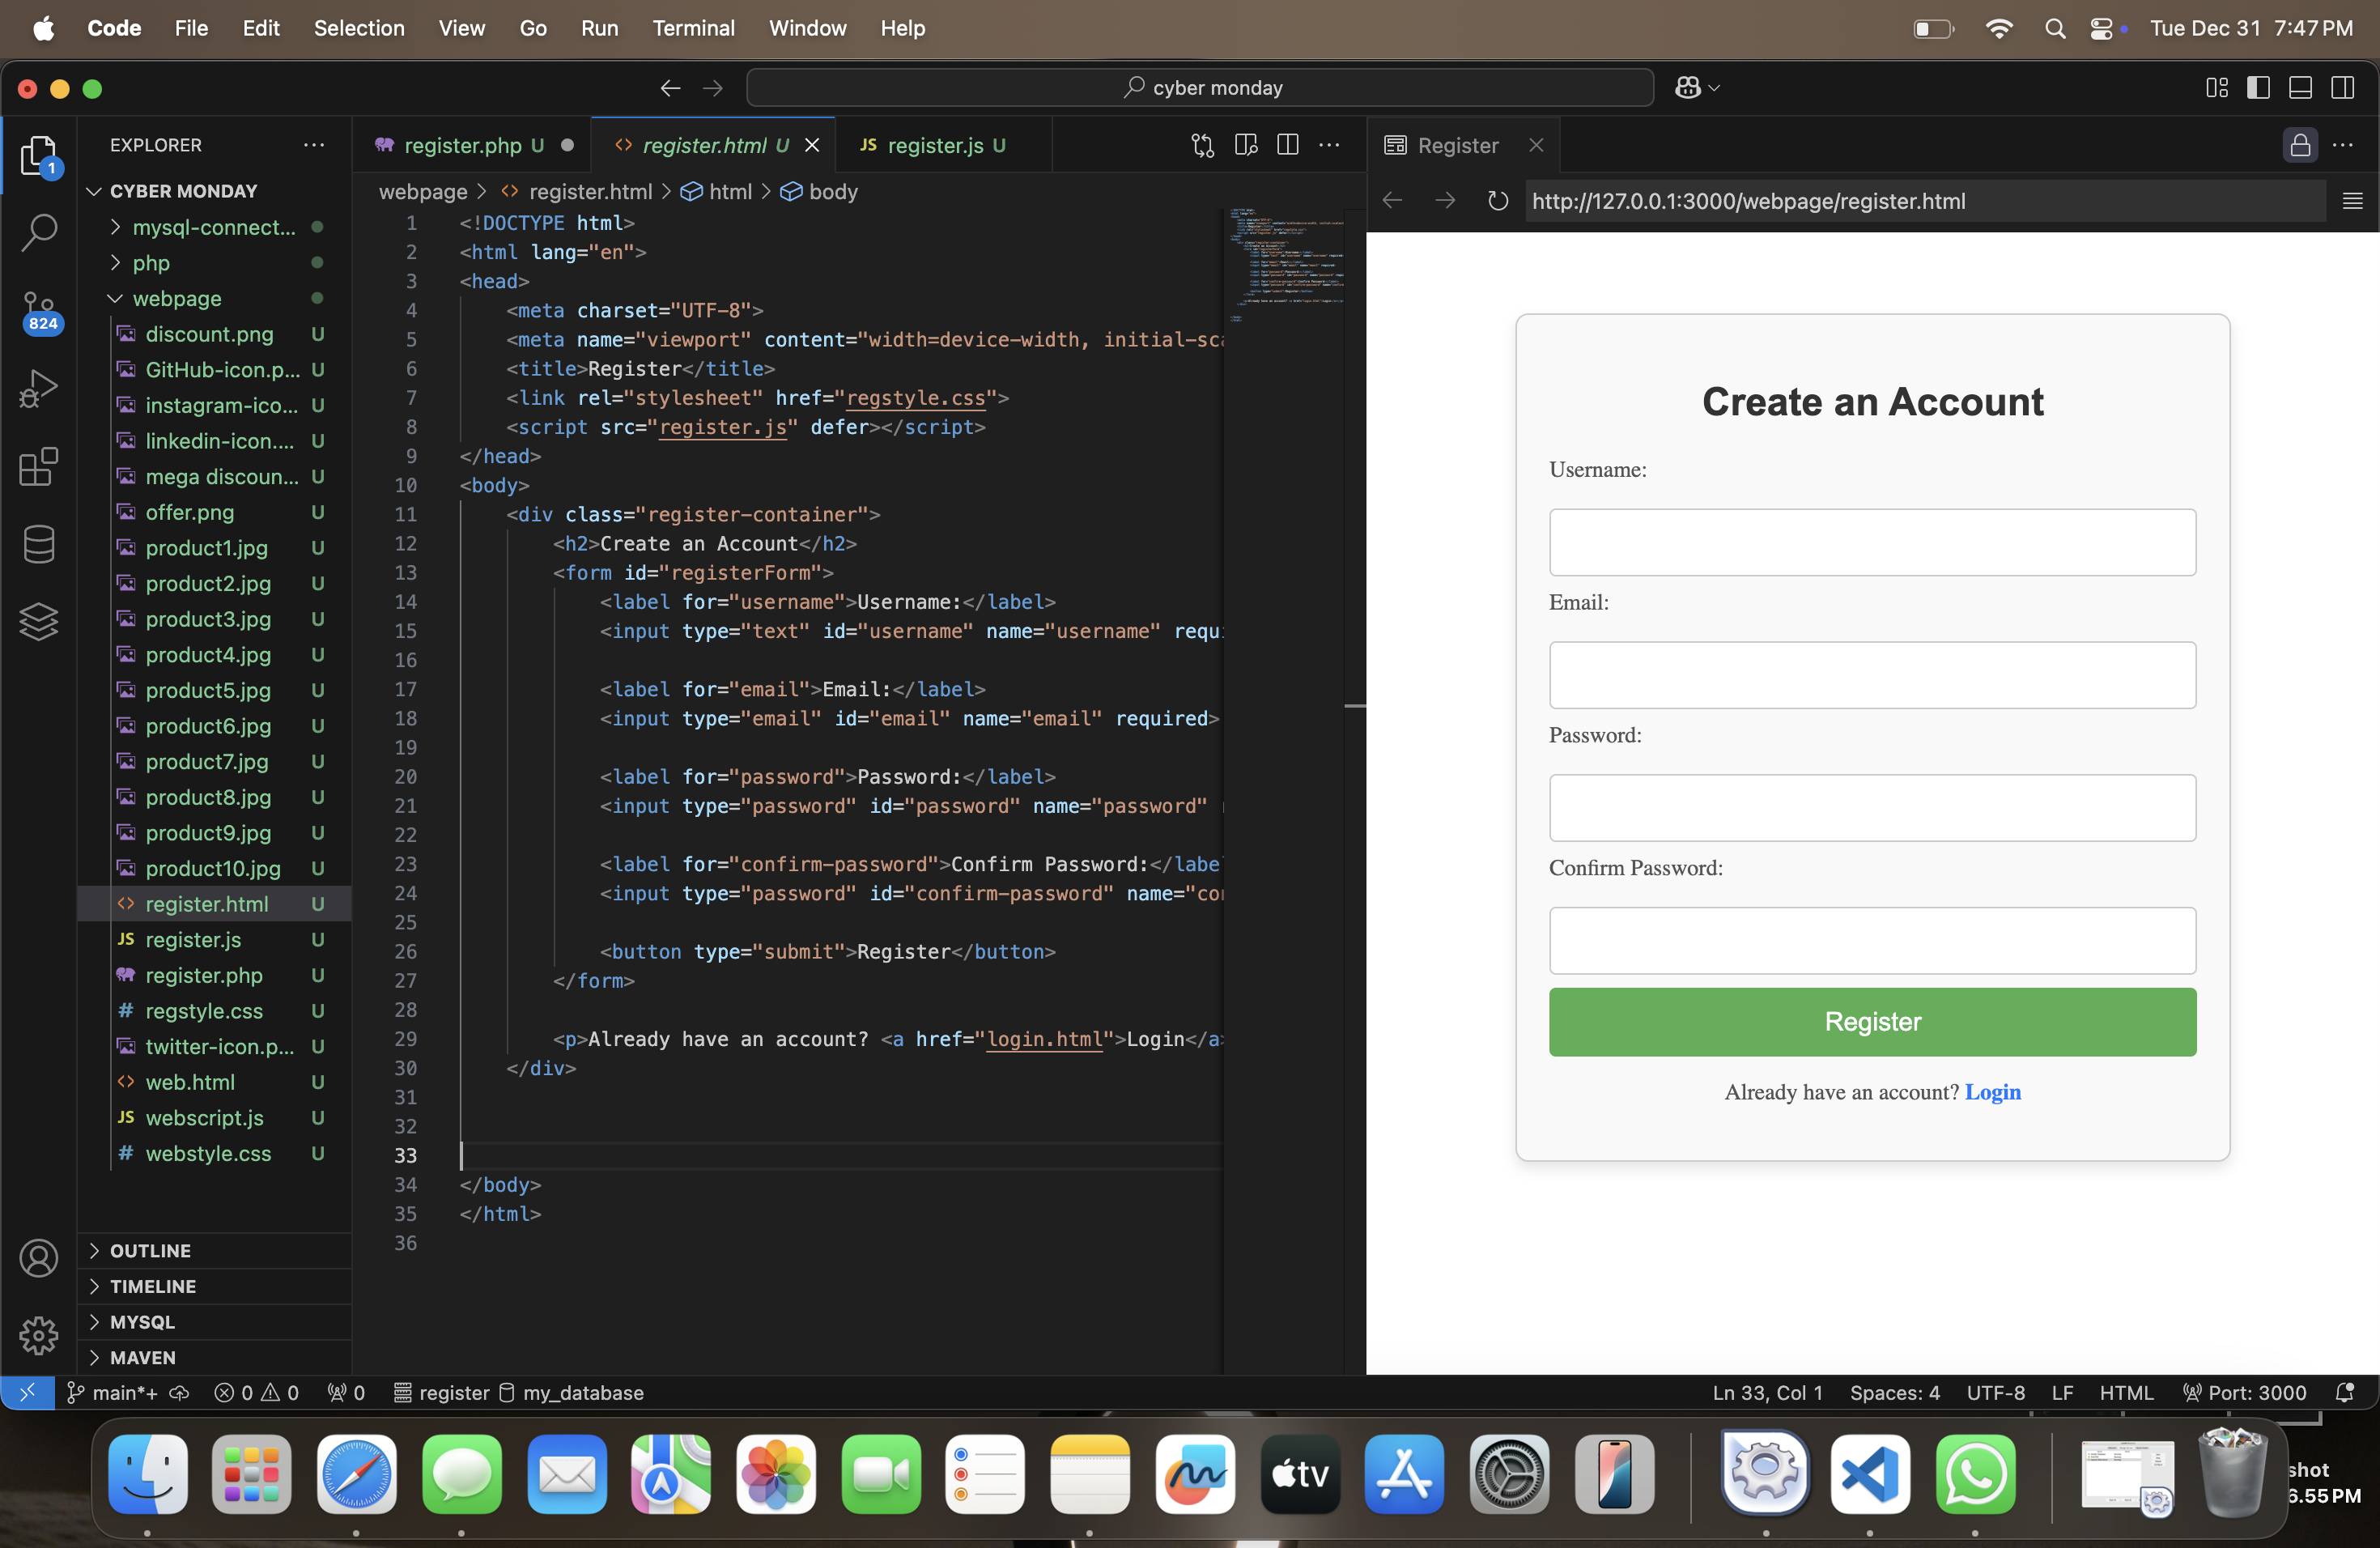 Code File Edit Selection View Go Run Terminal Window Help Tue Dec 31 7:47 PM
cyber monday
EXPLORER
CYBER MONDAY
mysql-connect...
php
webpage
discount.png U
GitHub-icon.p... U
instagram-ico... U
linkedin-icon.... U
mega discoun... U
offer.png U
product1.jpg U
product2.jpg U
product3.jpg U
product4.jpg U
product5.jpg U
product6.jpg U
product7.jpg U
product8.jpg U
product9.jpg U
product10.jpg U
register.html U
JS register.js U
register.php U
# regstyle.css U
twitter-icon.p... U
web.html U
JS webscript.js U
# webstyle.css U
OUTLINE
TIMELINE
MYSQL
MAVEN
1
824
register.php U register.html U JS register.js U
webpage > register.html > html > body
1 <!DOCTYPE html>
2 <html lang="en">
3 <head>
4 <meta charset="UTF-8">
5 <meta name="viewport" content="width=device-width, initial-sca
6 <title>Register</title>
7 <link rel="stylesheet" href="regstyle.css">
8 <script src="register.js" defer></script>
9 </head>
10 <body>
11 <div class="register-container">
12 <h2>Create an Account</h2>
13 <form id="registerForm">
14 <label for="username">Username:</label>
15 <input type="text" id="username" name="username" requi
16
17 <label for="email">Email:</label>
18 <input type="email" id="email" name="email" required>
19
20 <label for="password">Password:</label>
21 <input type="password" id="password" name="password" r
22
23 <label for="confirm-password">Confirm Password:</label
24 <input type="password" id="confirm-password" name="con
25
26 <button type="submit">Register</button>
27 </form>
28
29 <p>Already have an account? <a href="login.html">Login</a>
30 </div>
31
32
33
34 </body>
35 </html>
36
Register
http://127.0.0.1:3000/webpage/register.html
Create an Account
Username:
Email:
Password:
Confirm Password:
Register
Already have an account? Login
main*+ 0 0 0 register my_database Ln 33, Col 1 Spaces: 4 UTF-8 LF HTML Port: 3000
tv
shot
6.55 PM